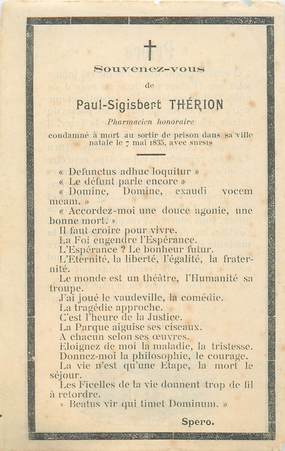 Souvenez-vous
de
Paul-Sigisbert THÉRION
Pharmacien honoraire
condamné à mort au sortir de prison dans sa ville
natale le 7 mai 1835, avec sursis
« Defunctus adhuc loquitur »
« Le défunt parle encore »
« Domine, Domine, exaudi vocem
meam. »
« Accordez-moi une douce agonie, une
bonne mort. »
Il faut croire pour vivre.
La Foi engendre l'Espérance.
L'Espérance ? Le bonheur futur.
L'Eternité, la liberté, l'égalité, la frater-
nité.
Le monde est un théâtre, l'Humanité sa
troupe.
J'ai joué le vaudeville, la comédie.
La tragédie approche.
C'est l'heure de la Justice.
La Parque aiguise ses ciseaux.
A chacun selon ses œuvres.
Eloignez de moi la maladie, la tristesse.
Donnez-moi la philosophie, le courage.
La vie n'est qu'une Etape, la mort le
séjour.
Les Ficelles de la vie donnent trop de fil
à retordre.
« Beatus vir qui timet Dominum. »
Spero.